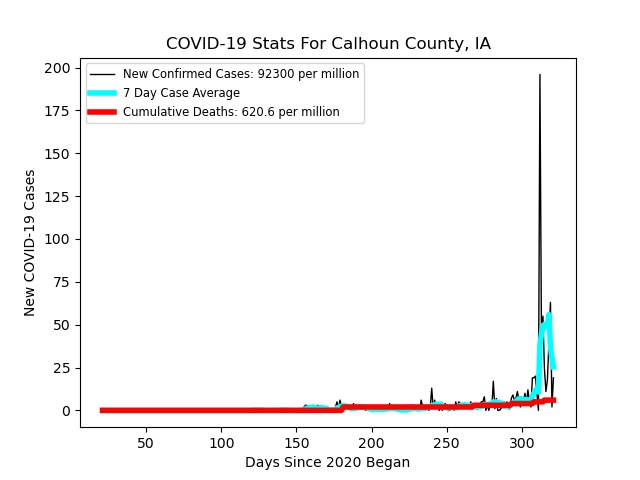 COVID-19 Stats For Calhoun County, IA
New Confirmed Cases: 92300 per million
7 Day Case Average
Cumulative Deaths: 620.6 per million
New COVID-19 Cases
200
175
150
125
100
75
50
25
0
50 100 150 200 250 300
Days Since 2020 Began